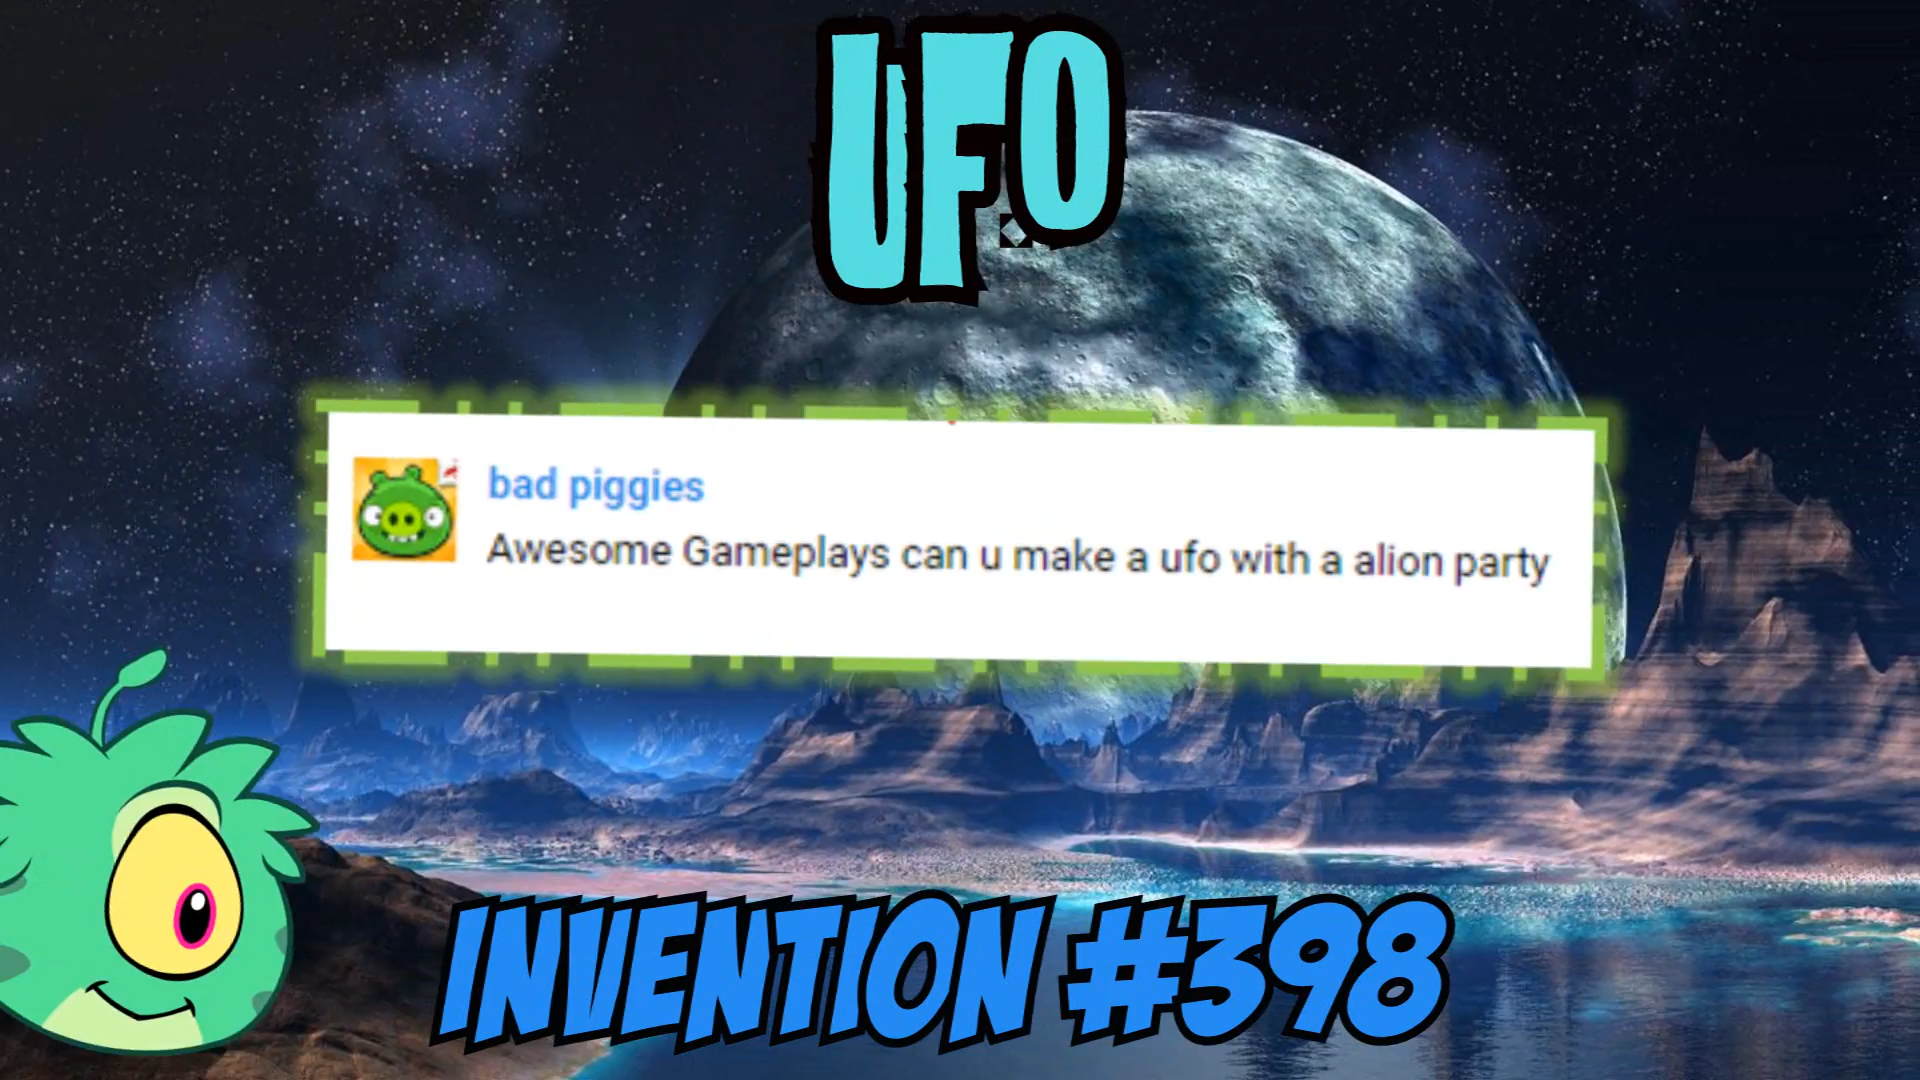 UFO
bad piggies
Awesome Gameplays can u make a ufo with a alion party
INVENTION #398